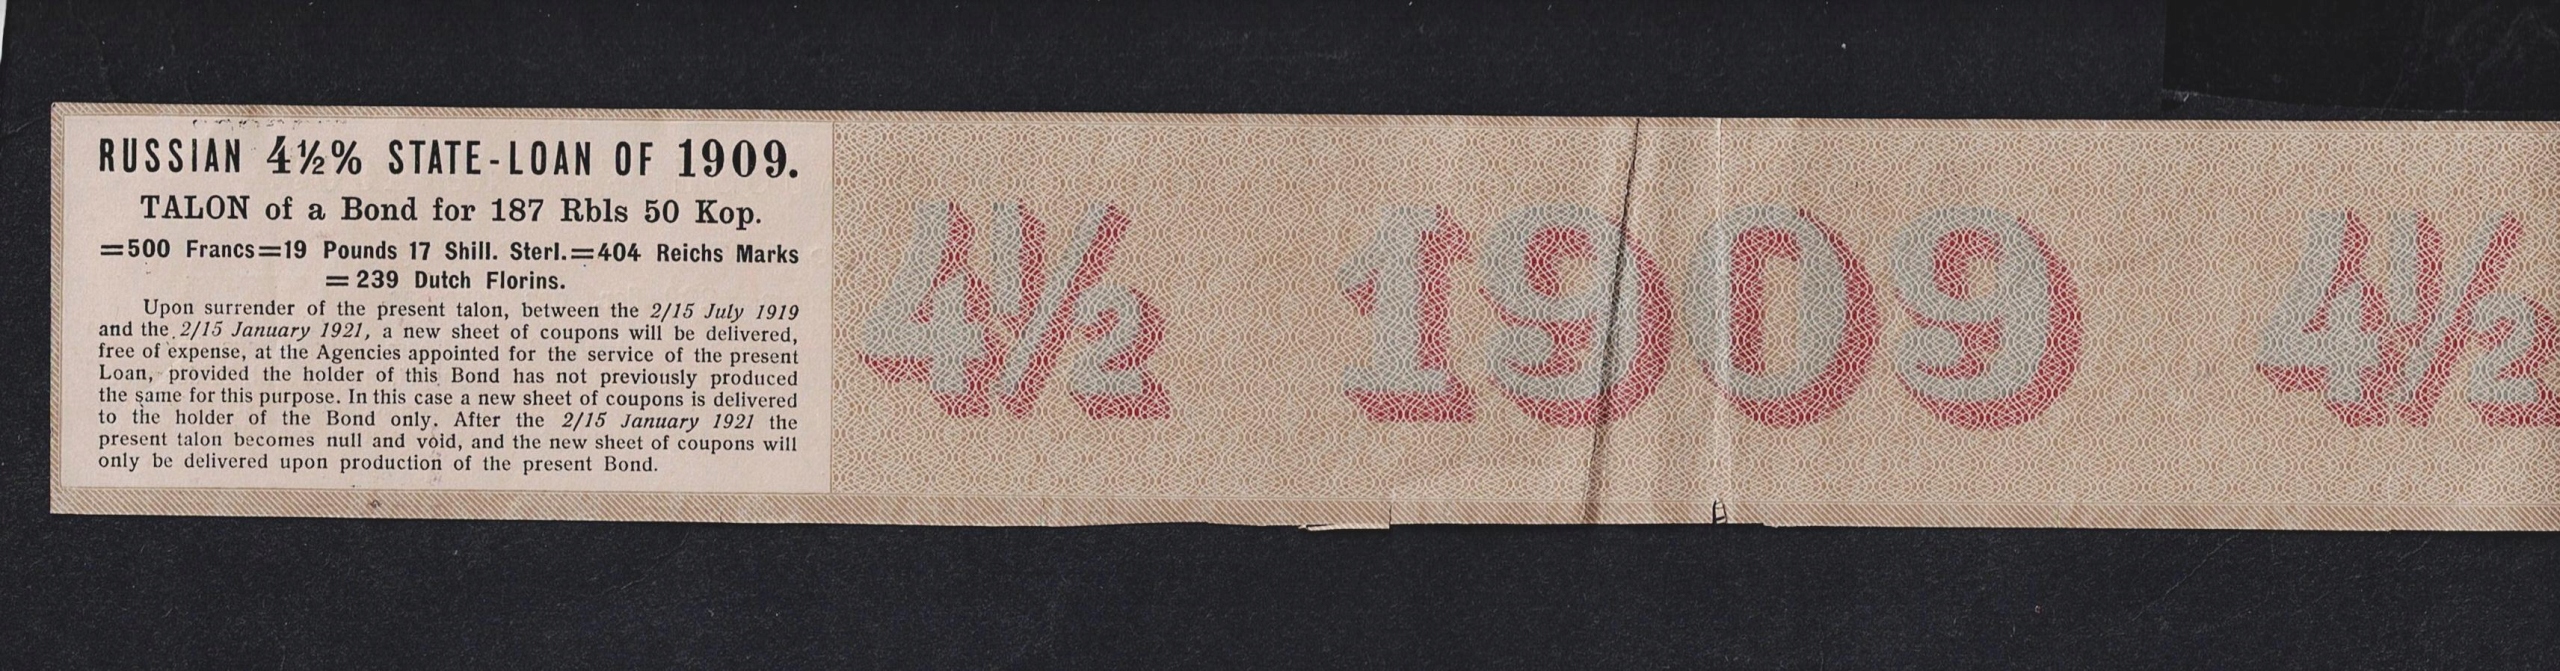 RUSSIAN 4½% STATE-LOAN OF 1909.
TALON of a Bond for 187 Rbls 50 Kop.
=500 Francs=19 Pounds 17 Shill. Sterl.=404 Reichs Marks
= 239 Dutch Florins.
Upon surrender of the present talon, between the 2/15 July 1919
and the 2/15 January 1921, a new sheet of coupons will be delivered,
free of expense, at the Agencies appointed for the service of the present
Loan, provided the holder of this Bond has not previously produced
the same for this purpose. In this case a new sheet of coupons is delivered
to the holder of the Bond only. After the 2/15 January 1921 the
present talon becomes null and void, and the new sheet of coupons will
only be delivered upon production of the present Bond.
4½ 1909 4½